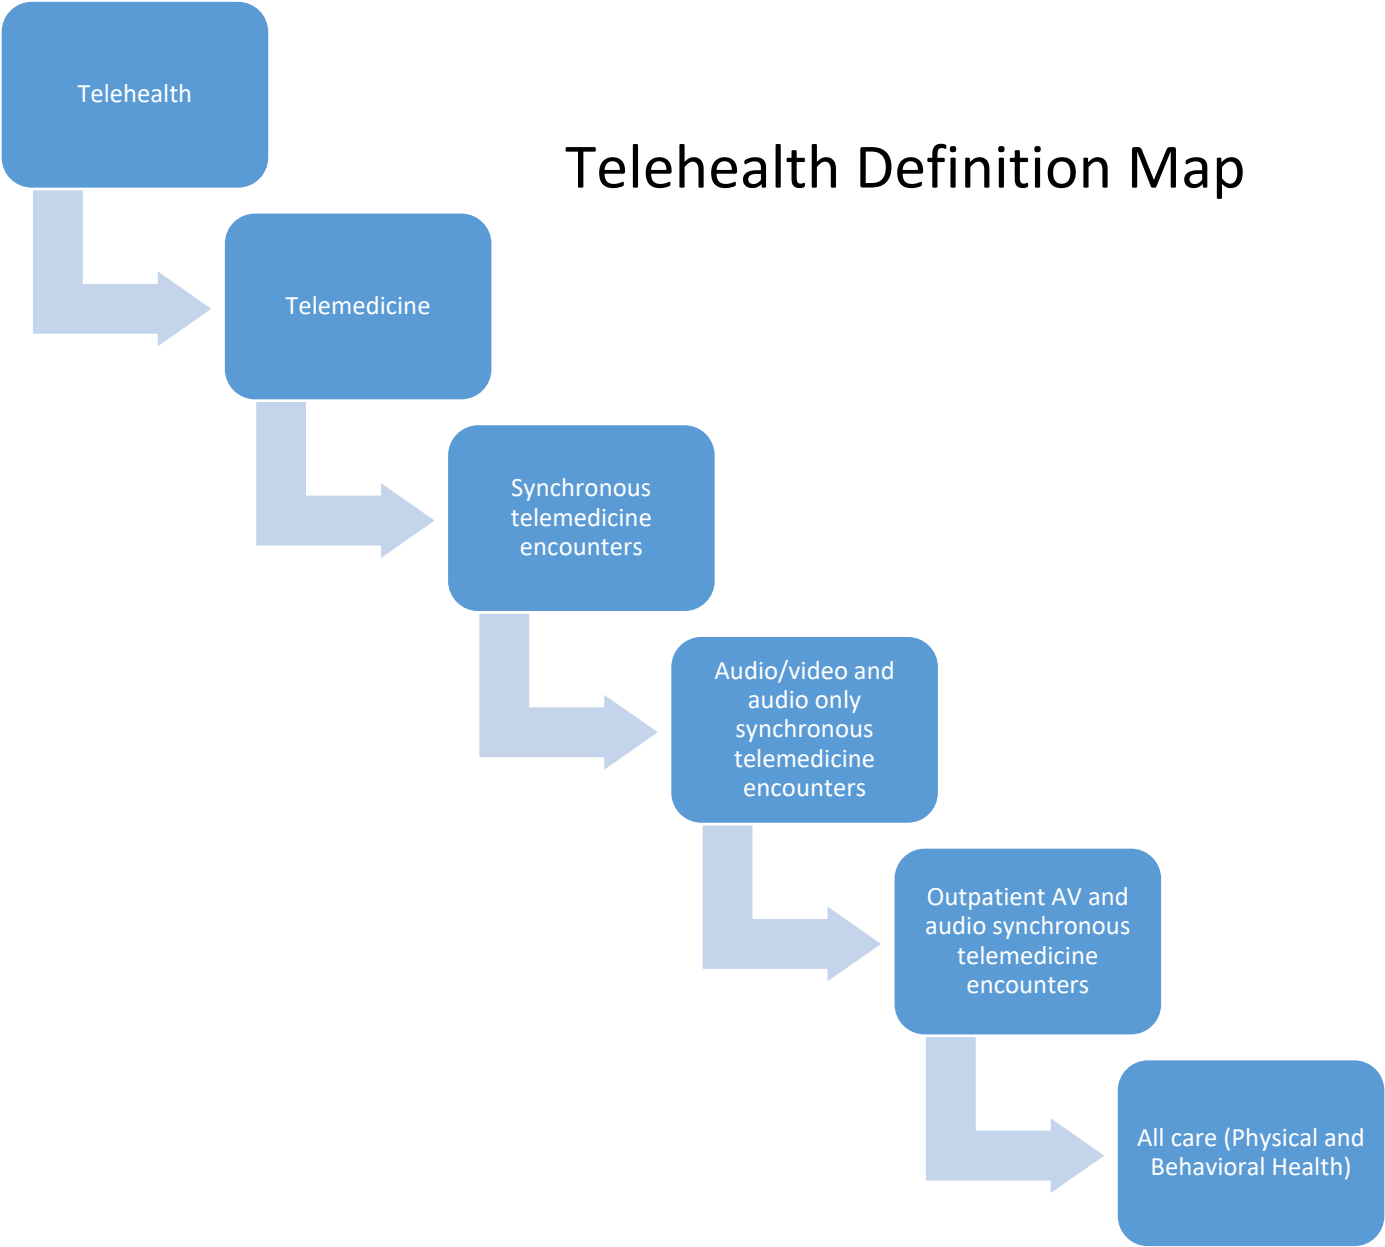 Telehealth
Telehealth Definition Map
Telemedicine
Synchronous
telemedicine
encounters
Audio/video and
audio only
synchronous
telemedicine
encounters
Outpatient AV and
audio synchronous
telemedicine
encounters
All care (Physical and
Behavioral Health)